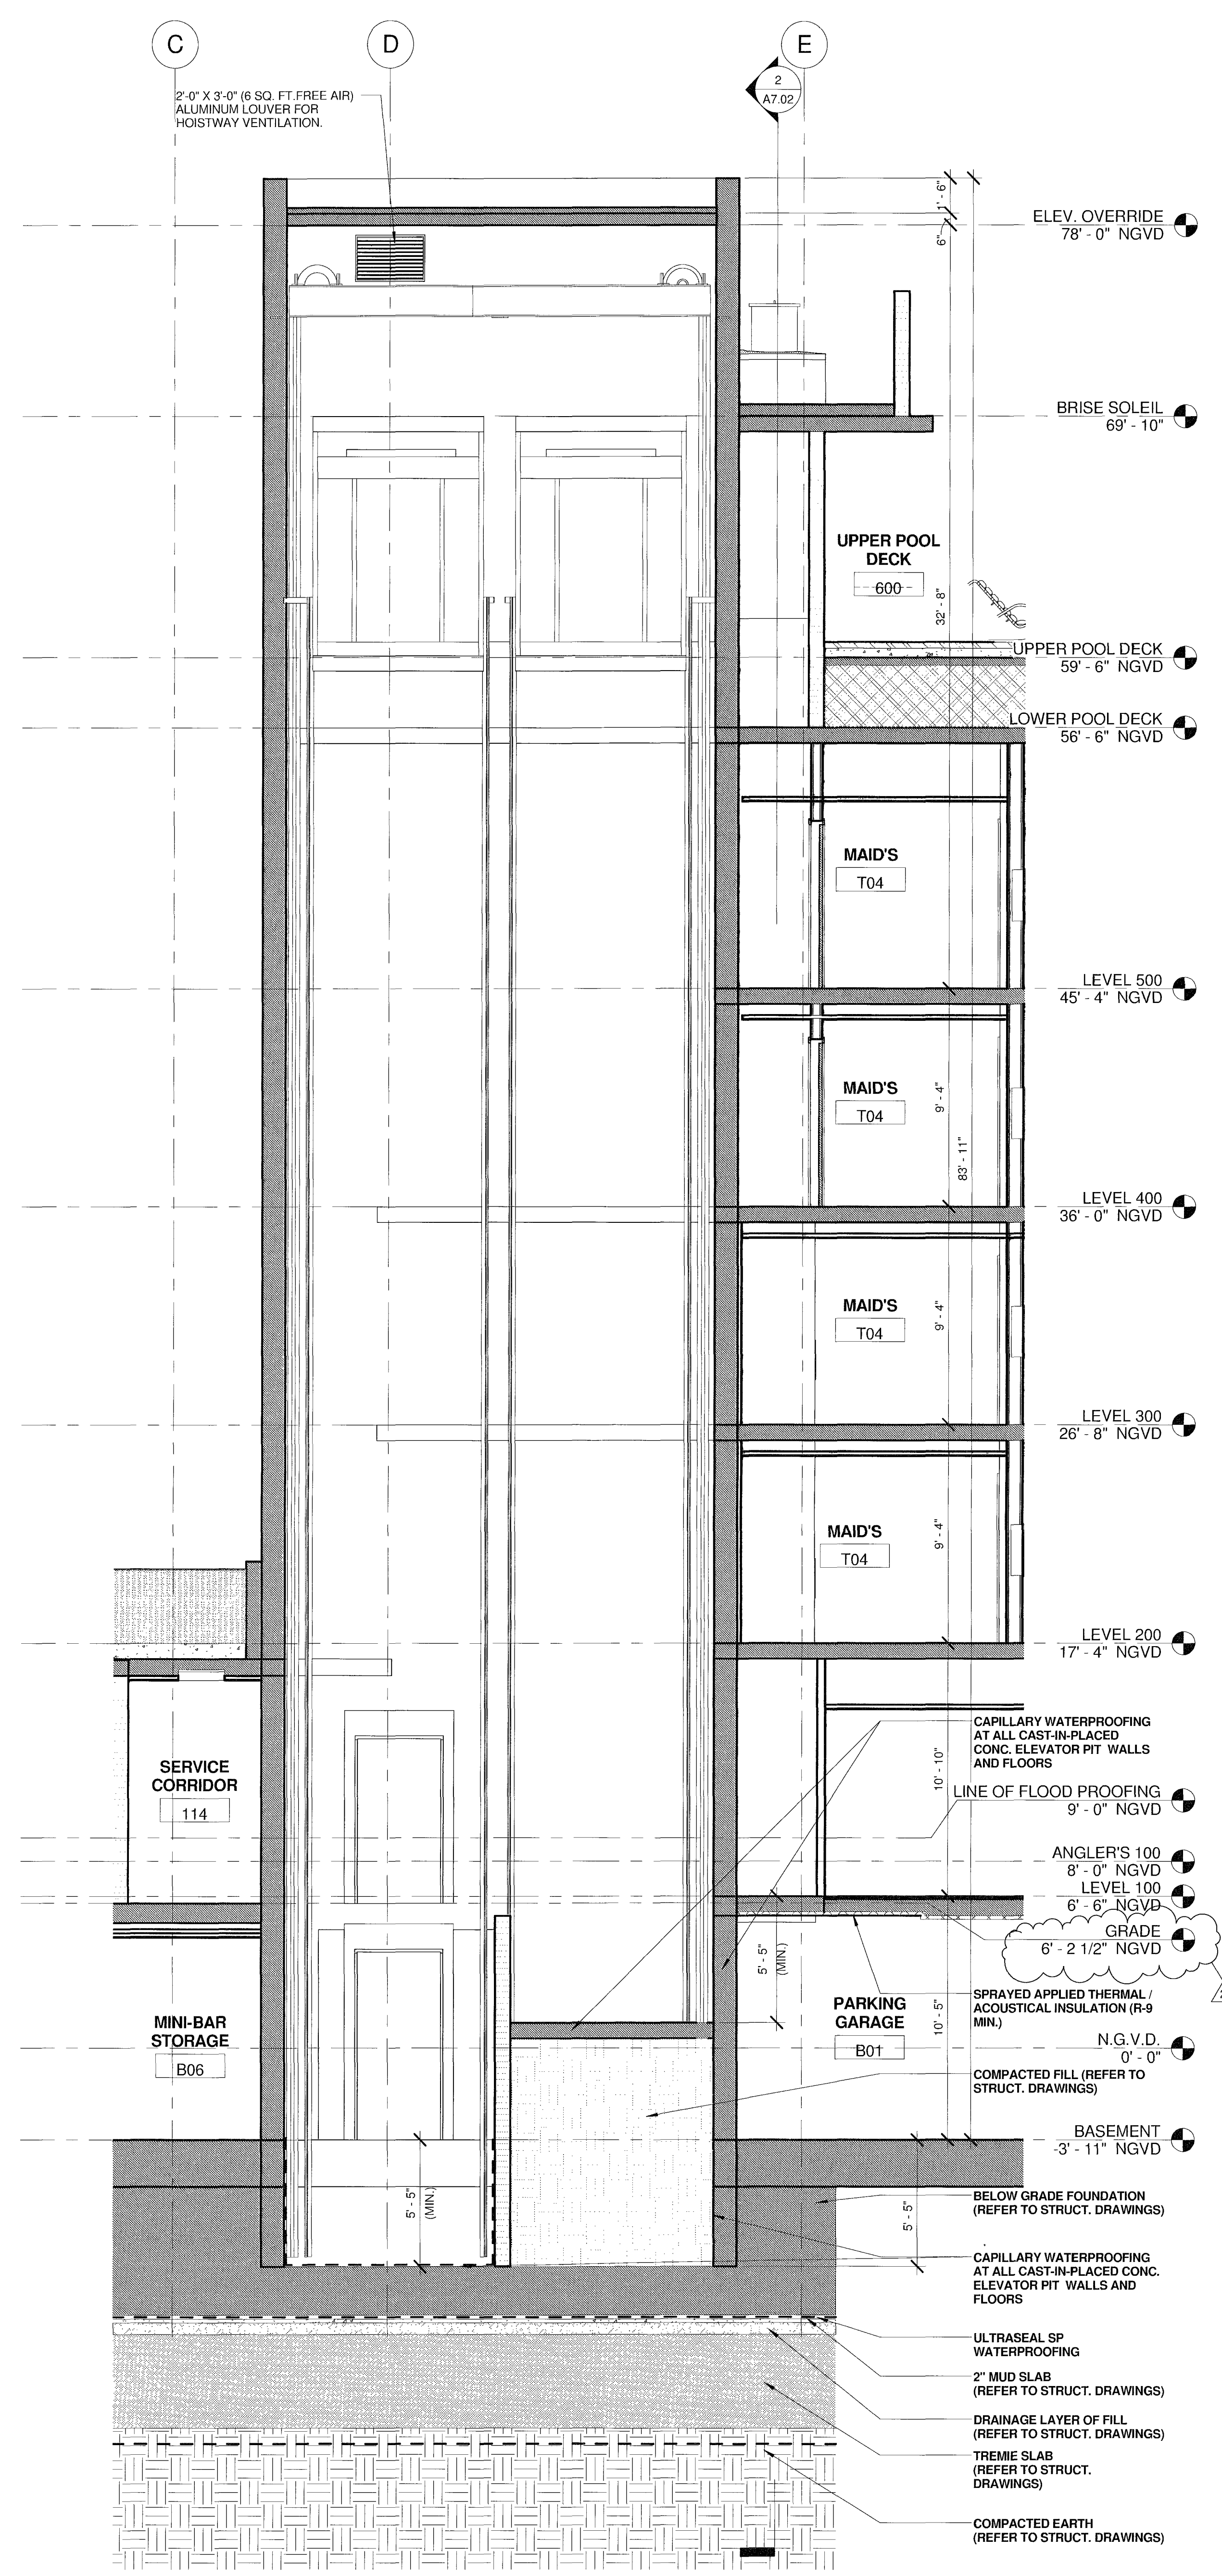 C
D
E
2
A7.02
2'-0" X 3'-0" (6 SQ. FT.FREE AIR)
ALUMINUM LOUVER FOR
HOISTWAY VENTILATION.
1' - 6"
6"
ELEV. OVERRIDE
78' - 0" NGVD
BRISE SOLEIL
69' - 10"
UPPER POOL
DECK
600
32' - 8"
UPPER POOL DECK
59' - 6" NGVD
LOWER POOL DECK
56' - 6" NGVD
MAID'S
T04
LEVEL 500
45' - 4" NGVD
MAID'S
T04
9' - 4"
83' - 11"
LEVEL 400
36' - 0" NGVD
MAID'S
T04
9' - 4"
LEVEL 300
26' - 8" NGVD
MAID'S
T04
9' - 4"
LEVEL 200
17' - 4" NGVD
CAPILLARY WATERPROOFING
AT ALL CAST-IN-PLACED
CONC. ELEVATOR PIT WALLS
AND FLOORS
SERVICE
CORRIDOR
114
10' - 10"
LINE OF FLOOD PROOFING
9' - 0" NGVD
ANGLER'S 100
8' - 0" NGVD
LEVEL 100
6' - 6" NGVD
GRADE
6' - 2 1/2" NGVD
5' - 5"
(MIN.)
SPRAYED APPLIED THERMAL /
ACOUSTICAL INSULATION (R-9
MIN.)
PARKING
GARAGE
B01
10' - 5"
MINI-BAR
STORAGE
B06
N.G.V.D.
0' - 0"
COMPACTED FILL (REFER TO
STRUCT. DRAWINGS)
BASEMENT
-3' - 11" NGVD
5' - 5"
(MIN.)
5' - 5"
BELOW GRADE FOUNDATION
(REFER TO STRUCT. DRAWINGS)
CAPILLARY WATERPROOFING
AT ALL CAST-IN-PLACED CONC.
ELEVATOR PIT WALLS AND
FLOORS
ULTRASEAL SP
WATERPROOFING
2" MUD SLAB
(REFER TO STRUCT. DRAWINGS)
DRAINAGE LAYER OF FILL
(REFER TO STRUCT. DRAWINGS)
TREMIE SLAB
(REFER TO STRUCT.
DRAWINGS)
COMPACTED EARTH
(REFER TO STRUCT. DRAWINGS)